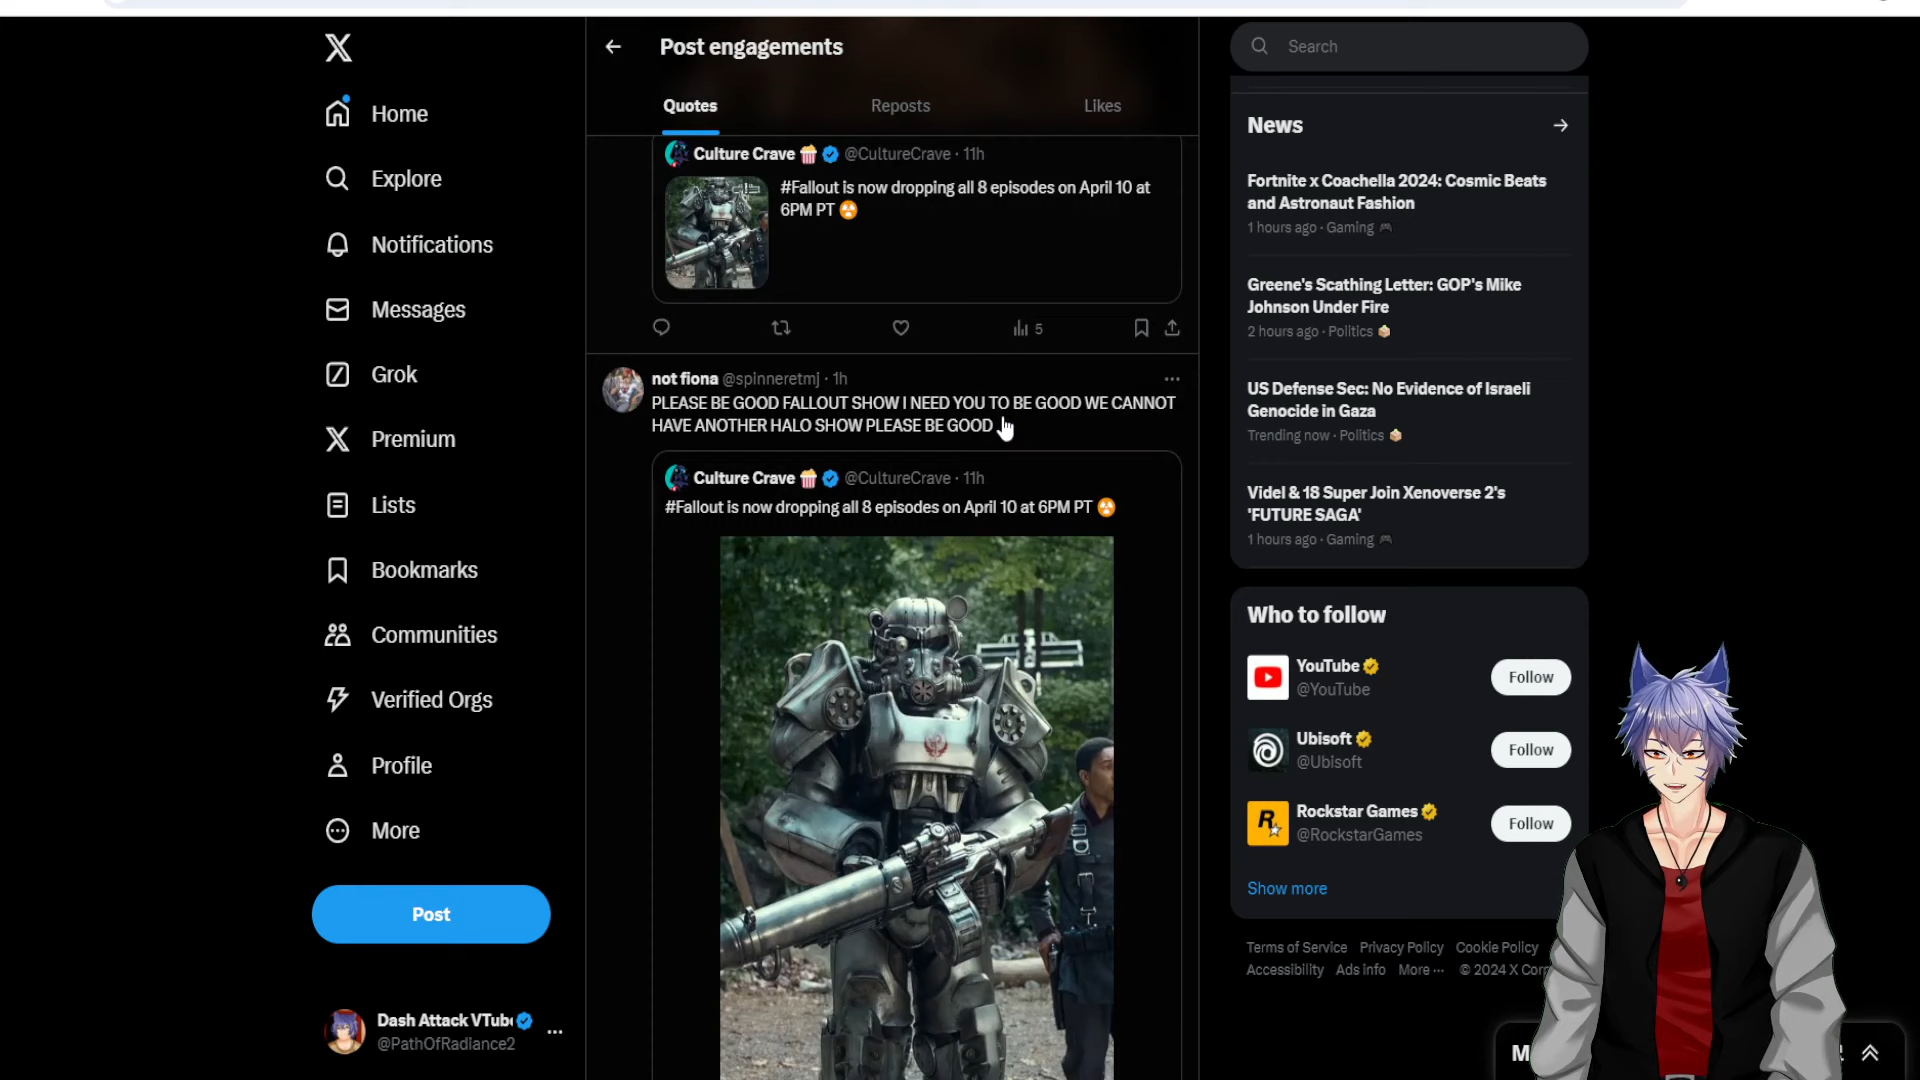 Home
Explore
Notifications
Messages
Grok
Premium
Lists
Bookmarks
Communities
Verified Orgs
Profile
More
Post
Dash Attack VTub
@PathOfRadiance2
Post engagements
Quotes Reposts Likes
Culture Crave @CultureCrave · 11h
#Fallout is now dropping all 8 episodes on April 10 at
6PM PT
5
not fiona @spinneretmj · 1h
PLEASE BE GOOD FALLOUT SHOW I NEED YOU TO BE GOOD WE CANNOT
HAVE ANOTHER HALO SHOW PLEASE BE GOOD
Culture Crave @CultureCrave · 11h
#Fallout is now dropping all 8 episodes on April 10 at 6PM PT
Search
News
Fortnite x Coachella 2024: Cosmic Beats
and Astronaut Fashion
1 hours ago · Gaming
Greene's Scathing Letter: GOP's Mike
Johnson Under Fire
2 hours ago · Politics
US Defense Sec: No Evidence of Israeli
Genocide in Gaza
Trending now · Politics
Videl & 18 Super Join Xenoverse 2's
'FUTURE SAGA'
1 hours ago · Gaming
Who to follow
YouTube
@YouTube
Follow
Ubisoft
@Ubisoft
Follow
Rockstar Games
@RockstarGames
Follow
Show more
Terms of Service Privacy Policy Cookie Policy
Accessibility Ads info More ··· © 2024 X Corp